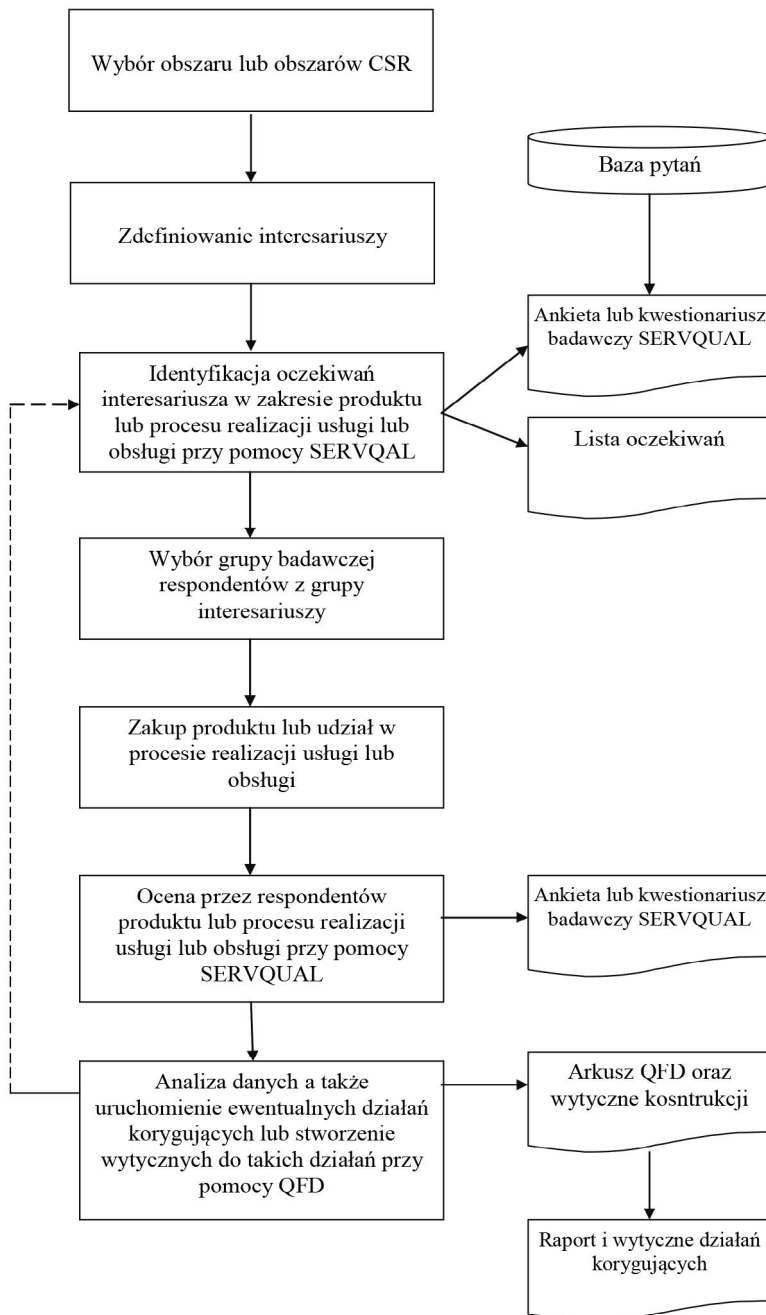 Wybór obszaru lub obszarów CSR
Zdefiniowanie interesariuszy
Baza pytań
Identyfikacja oczekiwań
interesariusza w zakresie produktu
lub procesu realizacji usługi lub
obsługi przy pomocy SERVQAL
Ankieta lub kwestionariusz
badawczy SERVQUAL
Lista oczekiwań
Wybór grupy badawczej
respondentów z grupy
interesariuszy
Zakup produktu lub udział w
procesie realizacji usługi lub
obsługi
Ocena przez respondentów
produktu lub procesu realizacji
usługi lub obsługi przy pomocy
SERVQUAL
Ankieta lub kwestionariusz
badawczy SERVQUAL
Analiza danych a także
uruchomienie ewentualnych działań
korygujących lub stworzenie
wytycznych do takich działań przy
pomocy QFD
Arkusz QFD oraz
wytyczne kosntrukcji
Raport i wytyczne działań
korygujących